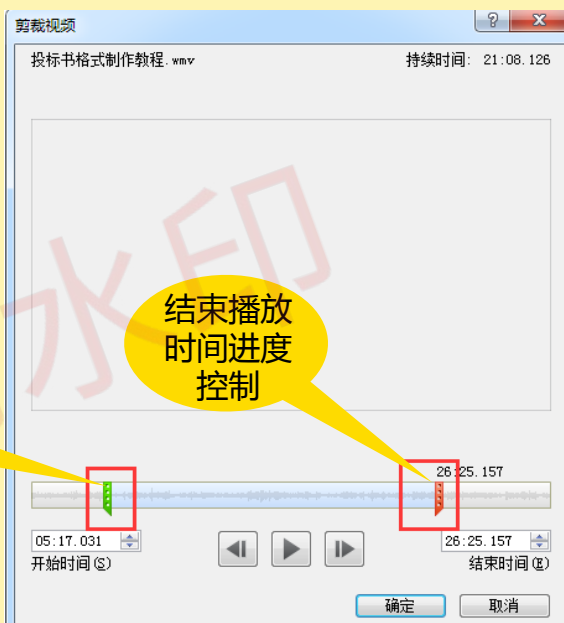 剪裁视频
投标书格式制作教程.wmv
持续时间: 21:08.126
水印
结束播放
时间进度
控制
26:25.157
05:17.031
26:25.157
开始时间(S)
结束时间(E)
确定
取消